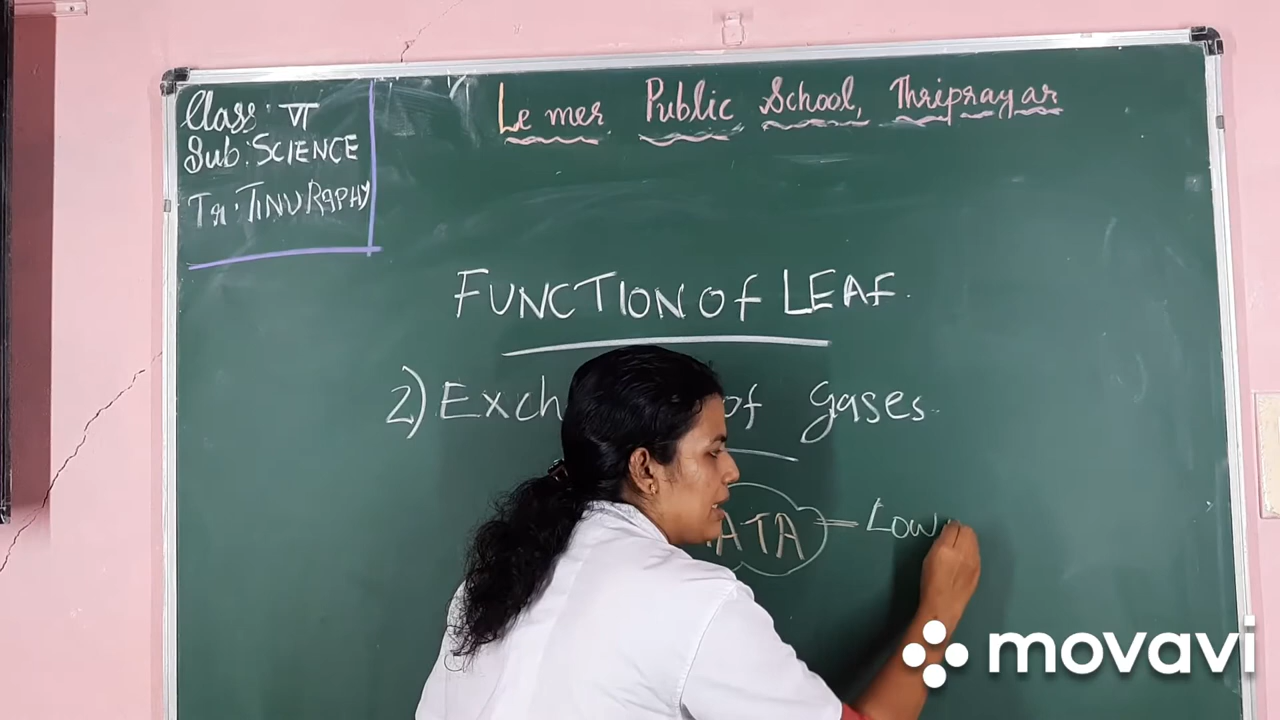 Class: VI
Sub: SCIENCE
Tr: TINU RAPHY
Le mer Public School, Thriprayar
FUNCTION OF LEAF.
2) Exch of gases.
ATA = Low
movavi